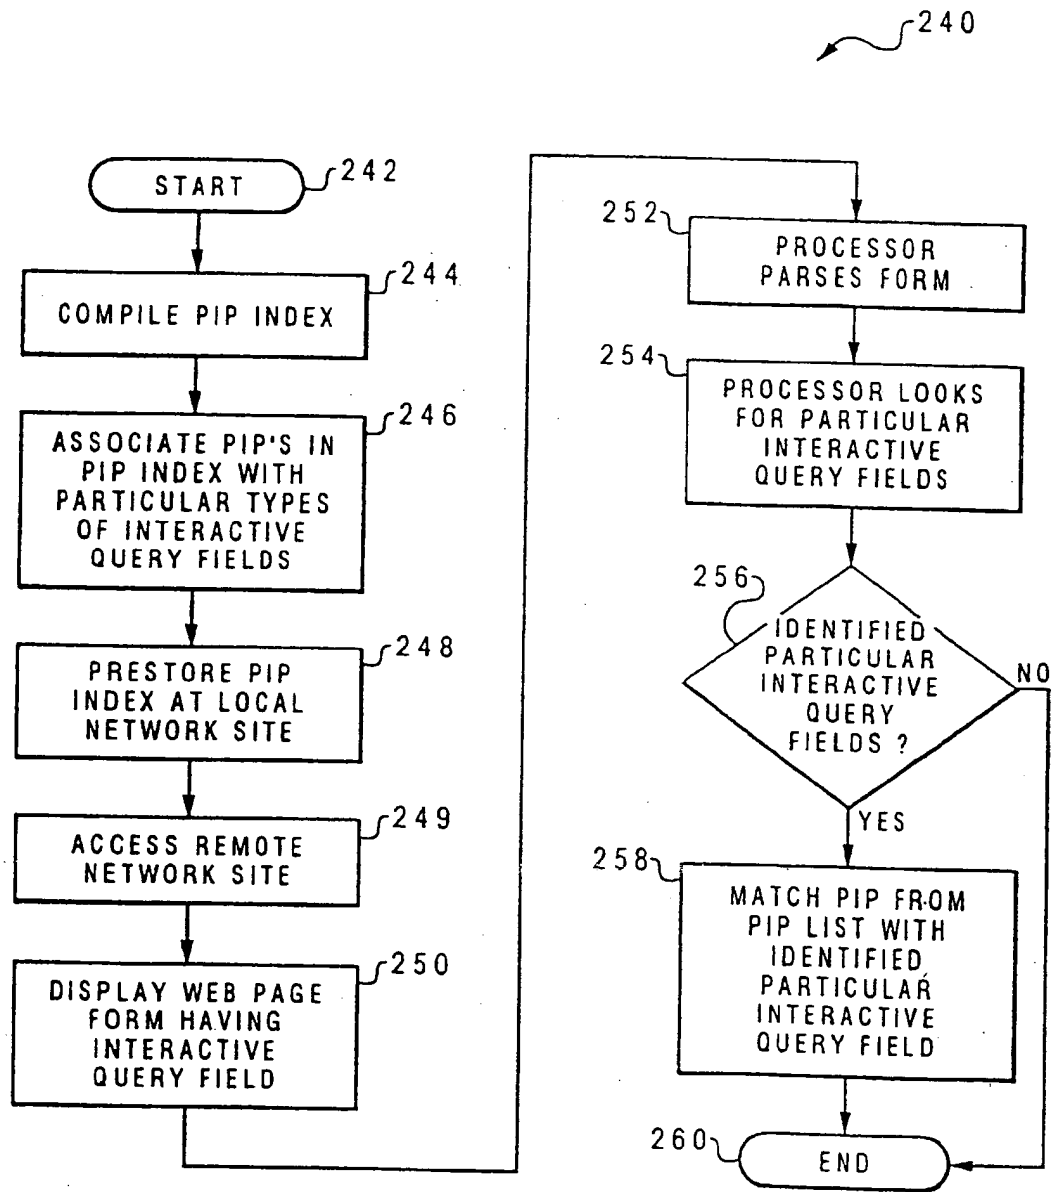 240
START
242
COMPILE PIP INDEX
244
ASSOCIATE PIP'S IN
PIP INDEX WITH
PARTICULAR TYPES
OF INTERACTIVE
QUERY FIELDS
246
PRESTORE PIP
INDEX AT LOCAL
NETWORK SITE
248
ACCESS REMOTE
NETWORK SITE
249
DISPLAY WEB PAGE
FORM HAVING
INTERACTIVE
QUERY FIELD
250
252
PROCESSOR
PARSES FORM
254
PROCESSOR LOOKS
FOR PARTICULAR
INTERACTIVE
QUERY FIELDS
256
IDENTIFIED
PARTICULAR
INTERACTIVE
QUERY
FIELDS ?
NO
YES
258
MATCH PIP FROM
PIP LIST WITH
IDENTIFIED
PARTICULAR
INTERACTIVE
QUERY FIELD
260
END